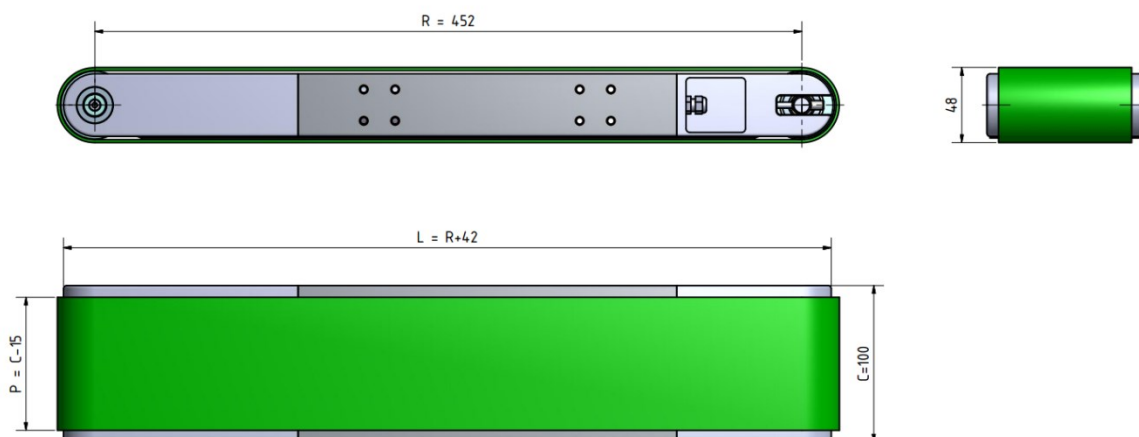 R = 452
48
L = R+42
P = C-15
C=100